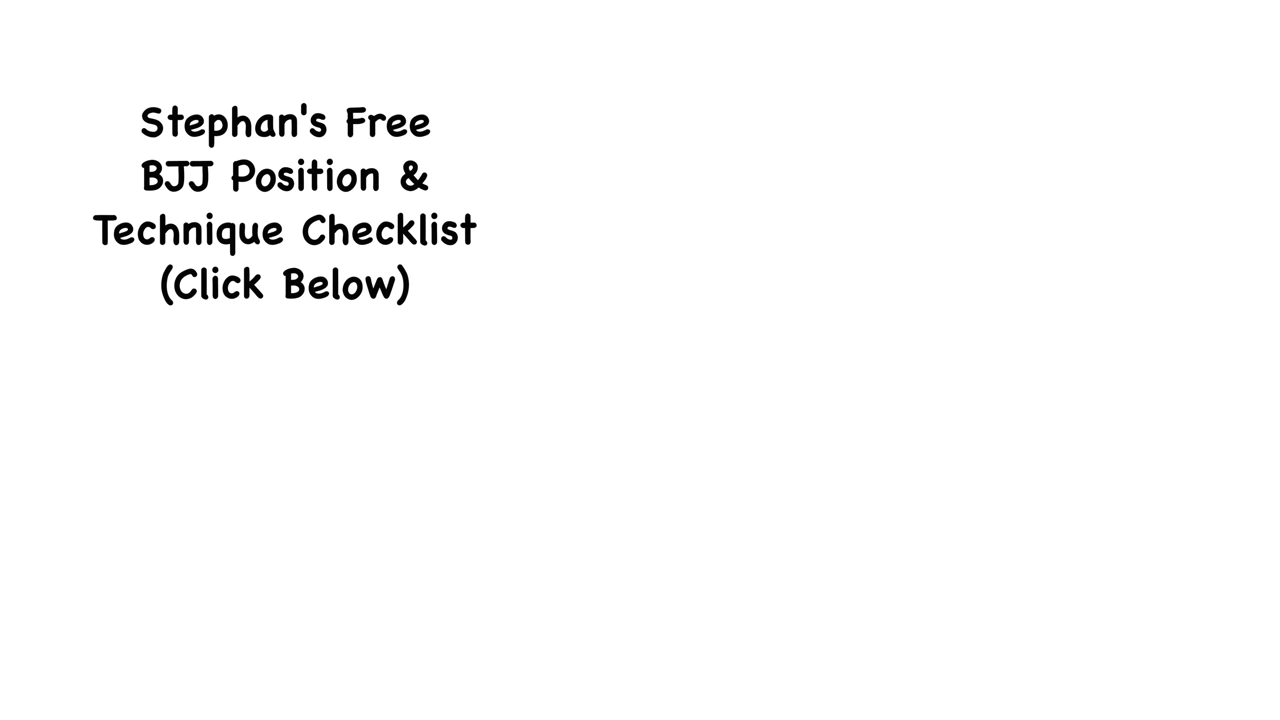 Stephan's Free
BJJ Position &
Technique Checklist
(Click Below)